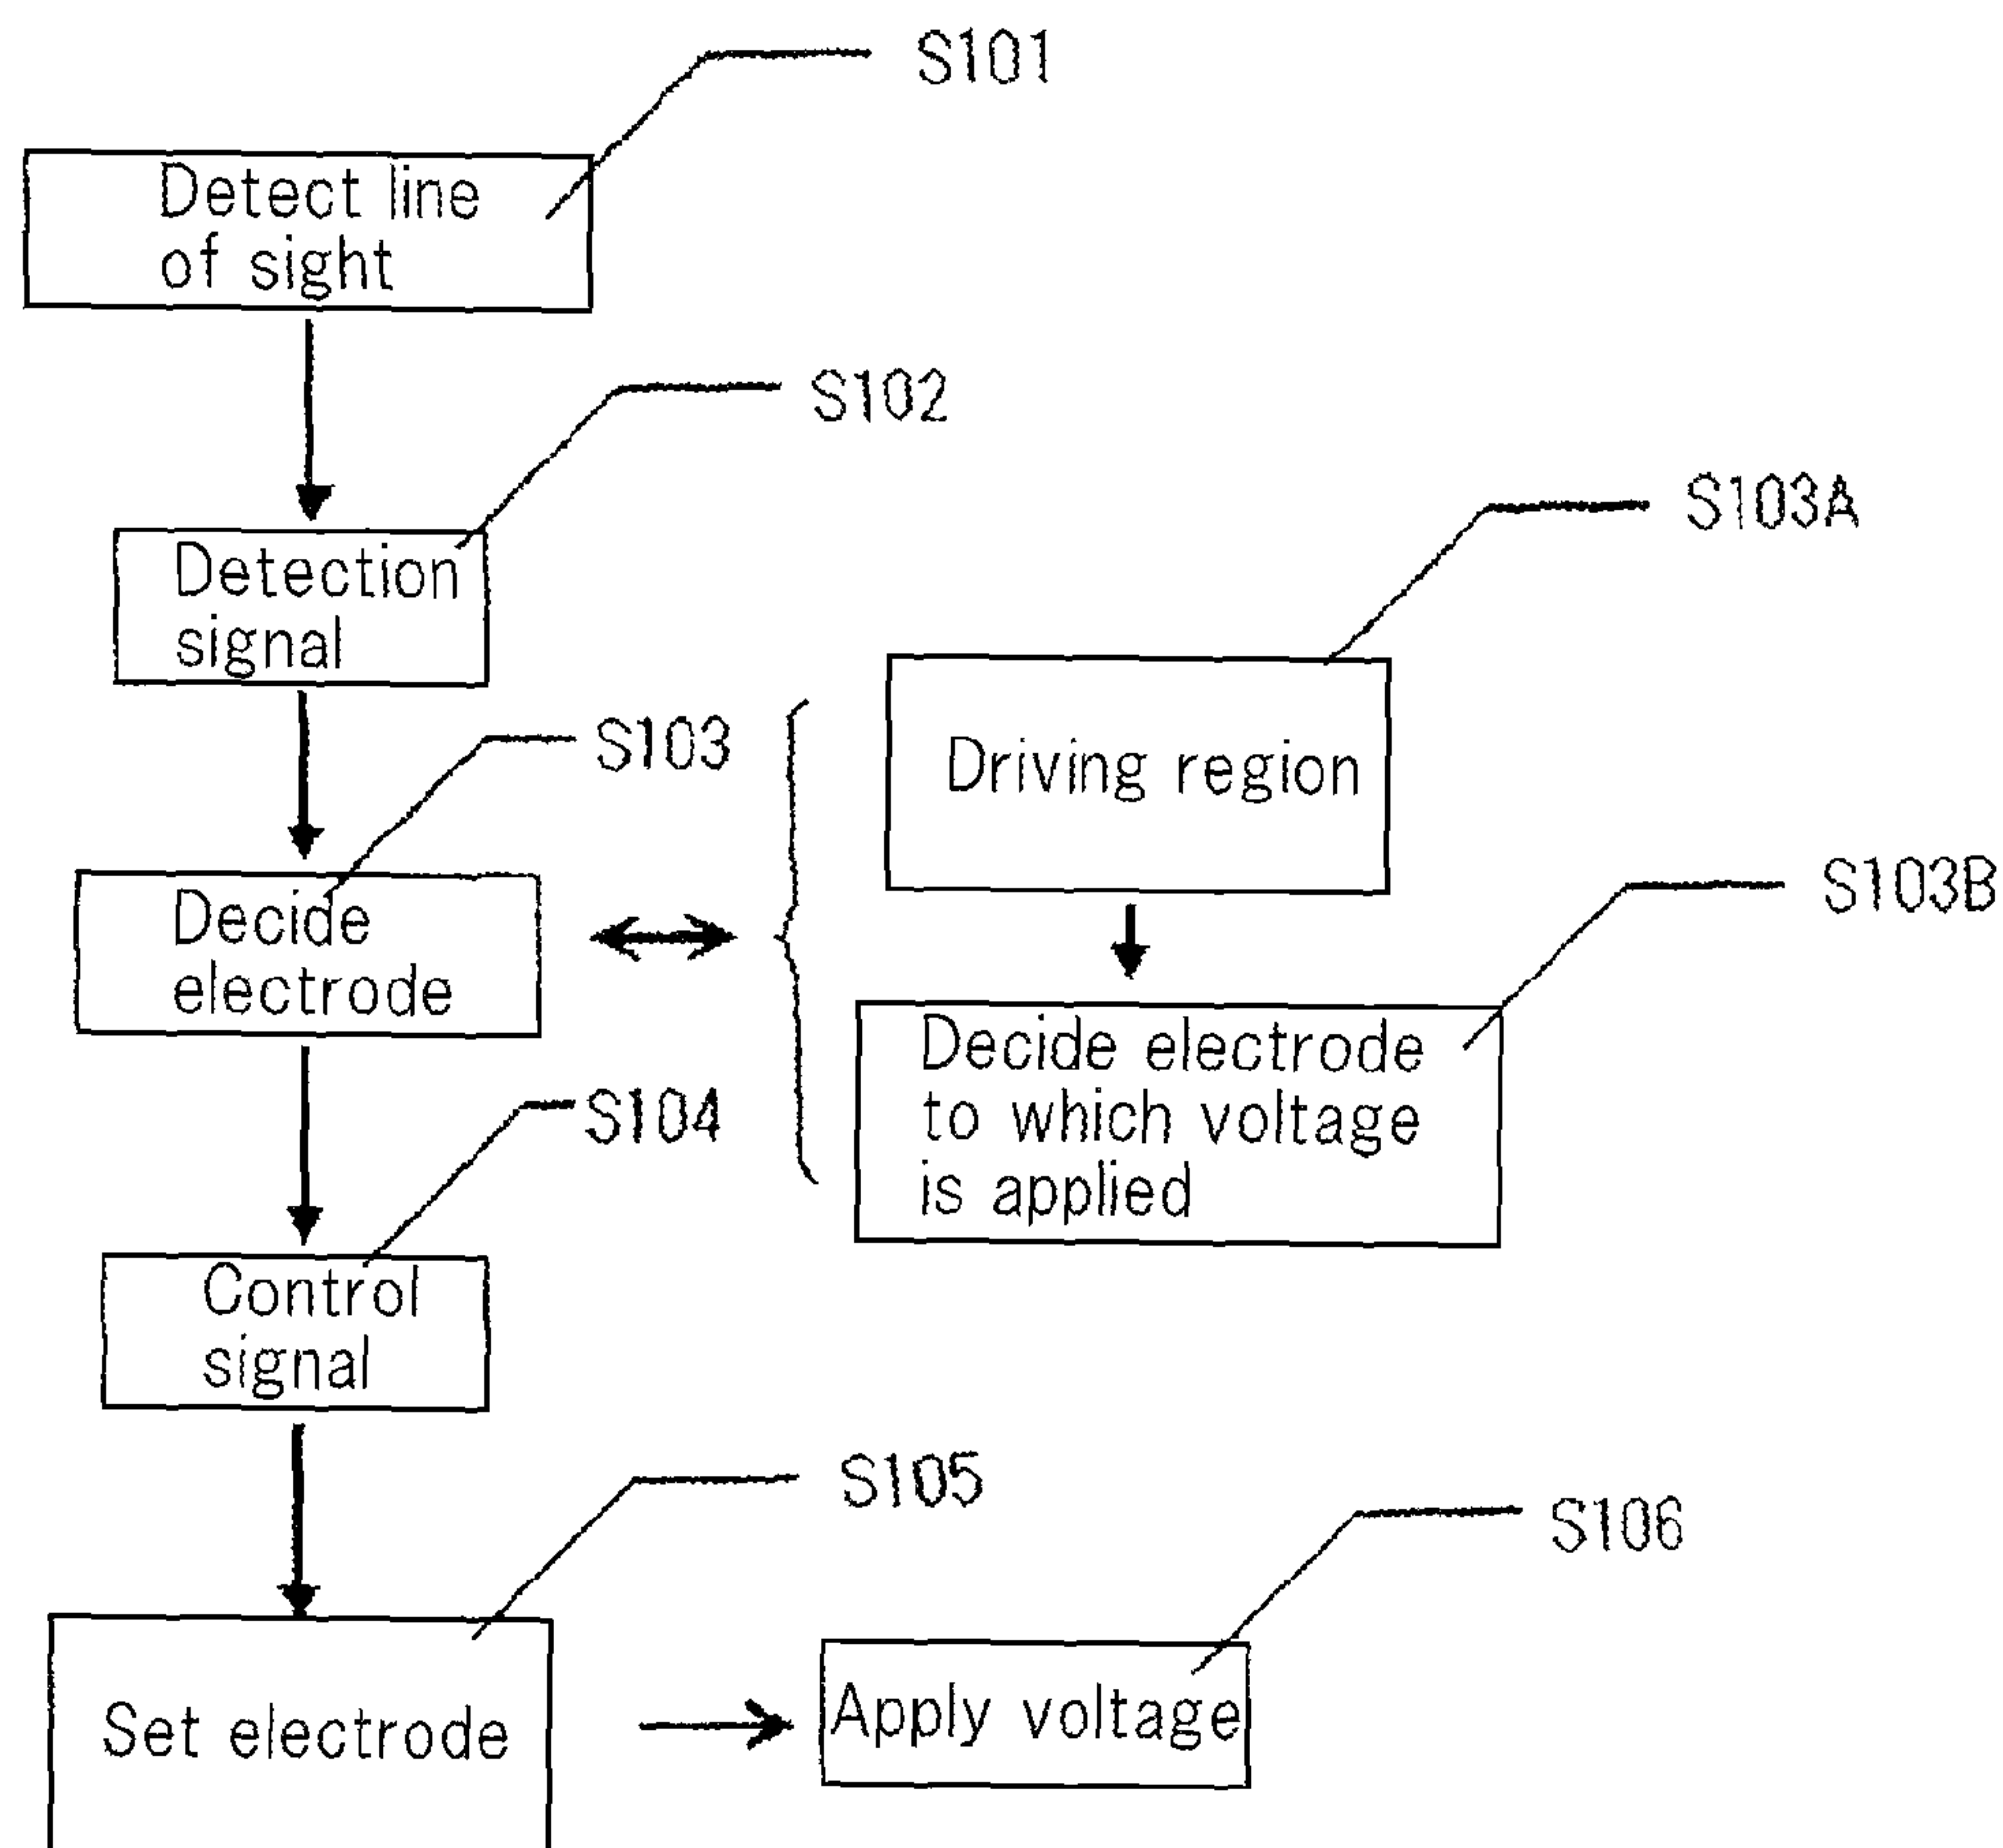 S101
Detect line
of sight
S102
Detection
signal
S103A
Driving region
S103
Decide
electrode
S103B
Decide electrode
to which voltage
is applied
S104
Control
signal
S105
Set electrode
S106
Apply voltage